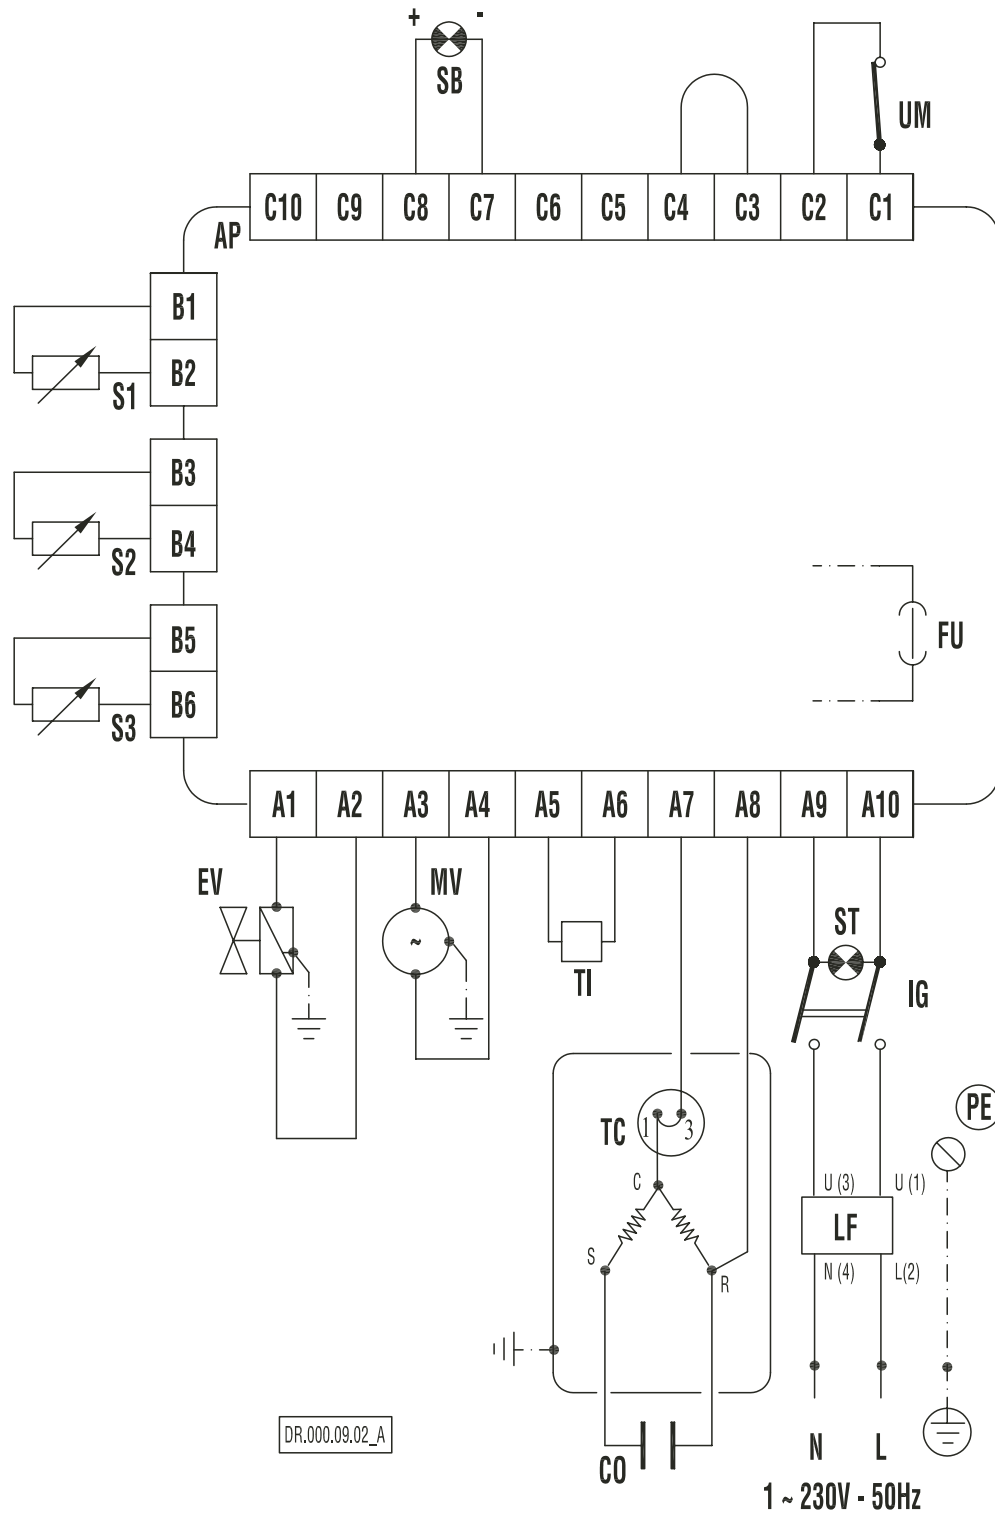 + -
SB
UM
C10 C9 C8 C7 C6 C5 C4 C3 C2 C1
AP
B1
B2
S1
B3
B4
S2
B5
B6
S3
FU
A1 A2 A3 A4 A5 A6 A7 A8 A9 A10
EV
MV
~
TI
ST
IG
PE
TC
1 3
C
S
R
U (3) U (1)
LF
N (4) L(2)
DR.000.09.02_A
CO
N L
1 ~ 230V - 50Hz